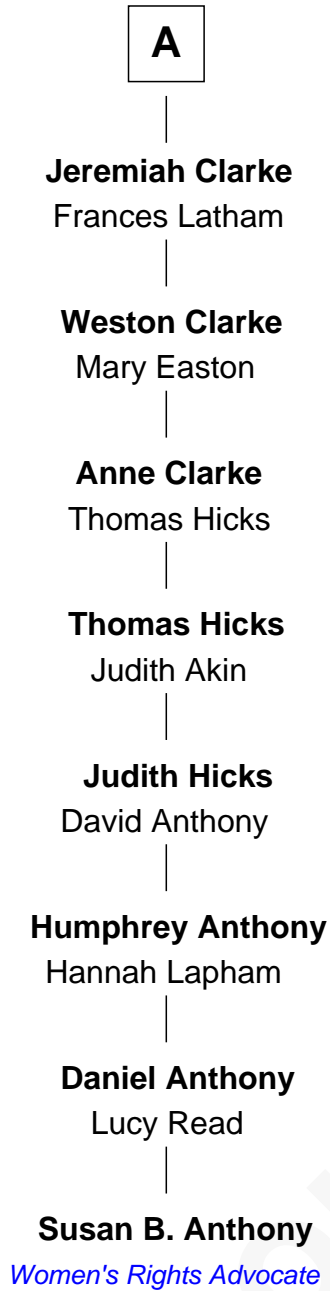 A
Jeremiah Clarke
Frances Latham
Weston Clarke
Mary Easton
Anne Clarke
Thomas Hicks
Thomas Hicks
Judith Akin
Judith Hicks
David Anthony
Humphrey Anthony
Hannah Lapham
Daniel Anthony
Lucy Read
Susan B. Anthony
Women's Rights Advocate